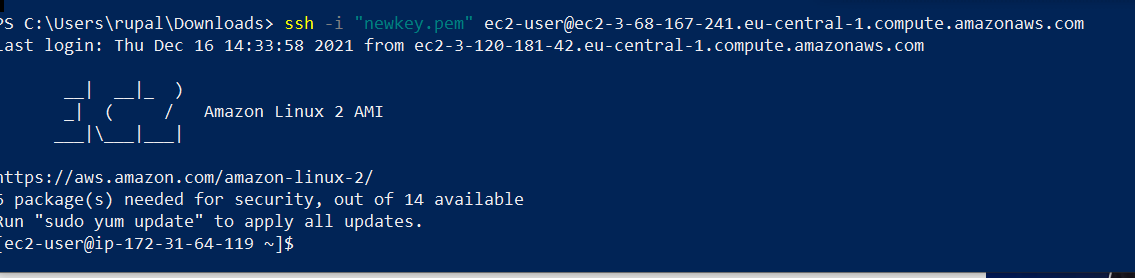 PS C:\Users\rupal\Downloads> ssh -i "newkey.pem" ec2-user@ec2-3-68-167-241.eu-central-1.compute.amazonaws.com
Last login: Thu Dec 16 14:33:58 2021 from ec2-3-120-181-42.eu-central-1.compute.amazonaws.com
       __|  __|_  )
       _|  (     /   Amazon Linux 2 AMI
      ___|\___|___|
https://aws.amazon.com/amazon-linux-2/
package(s) needed for security, out of 14 available
Run "sudo yum update" to apply all updates.
[ec2-user@ip-172-31-64-119 ~]$